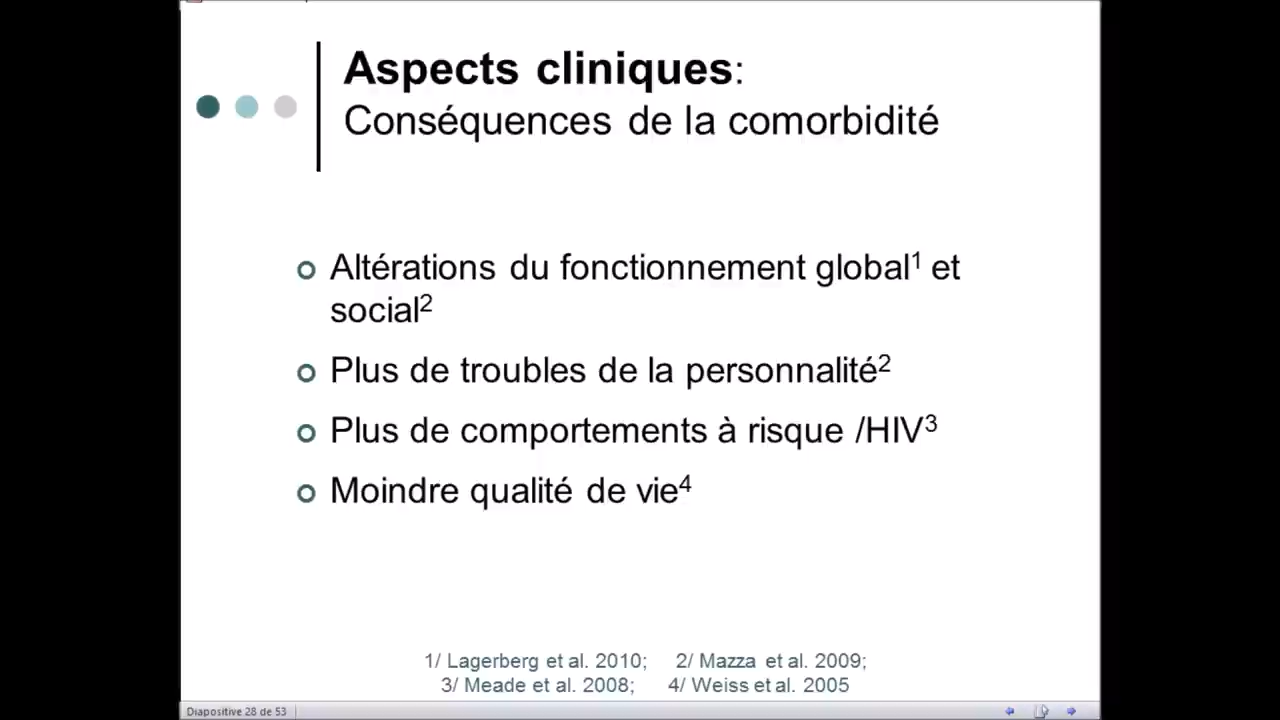 Aspects cliniques:
Conséquences de la comorbidité
Altérations du fonctionnement global¹ et
social²
Plus de troubles de la personnalité²
Plus de comportements à risque /HIV³
Moindre qualité de vie⁴
1/ Lagerberg et al. 2010; 2/ Mazza et al. 2009;
3/ Meade et al. 2008; 4/ Weiss et al. 2005
Diapositive 28 de 53